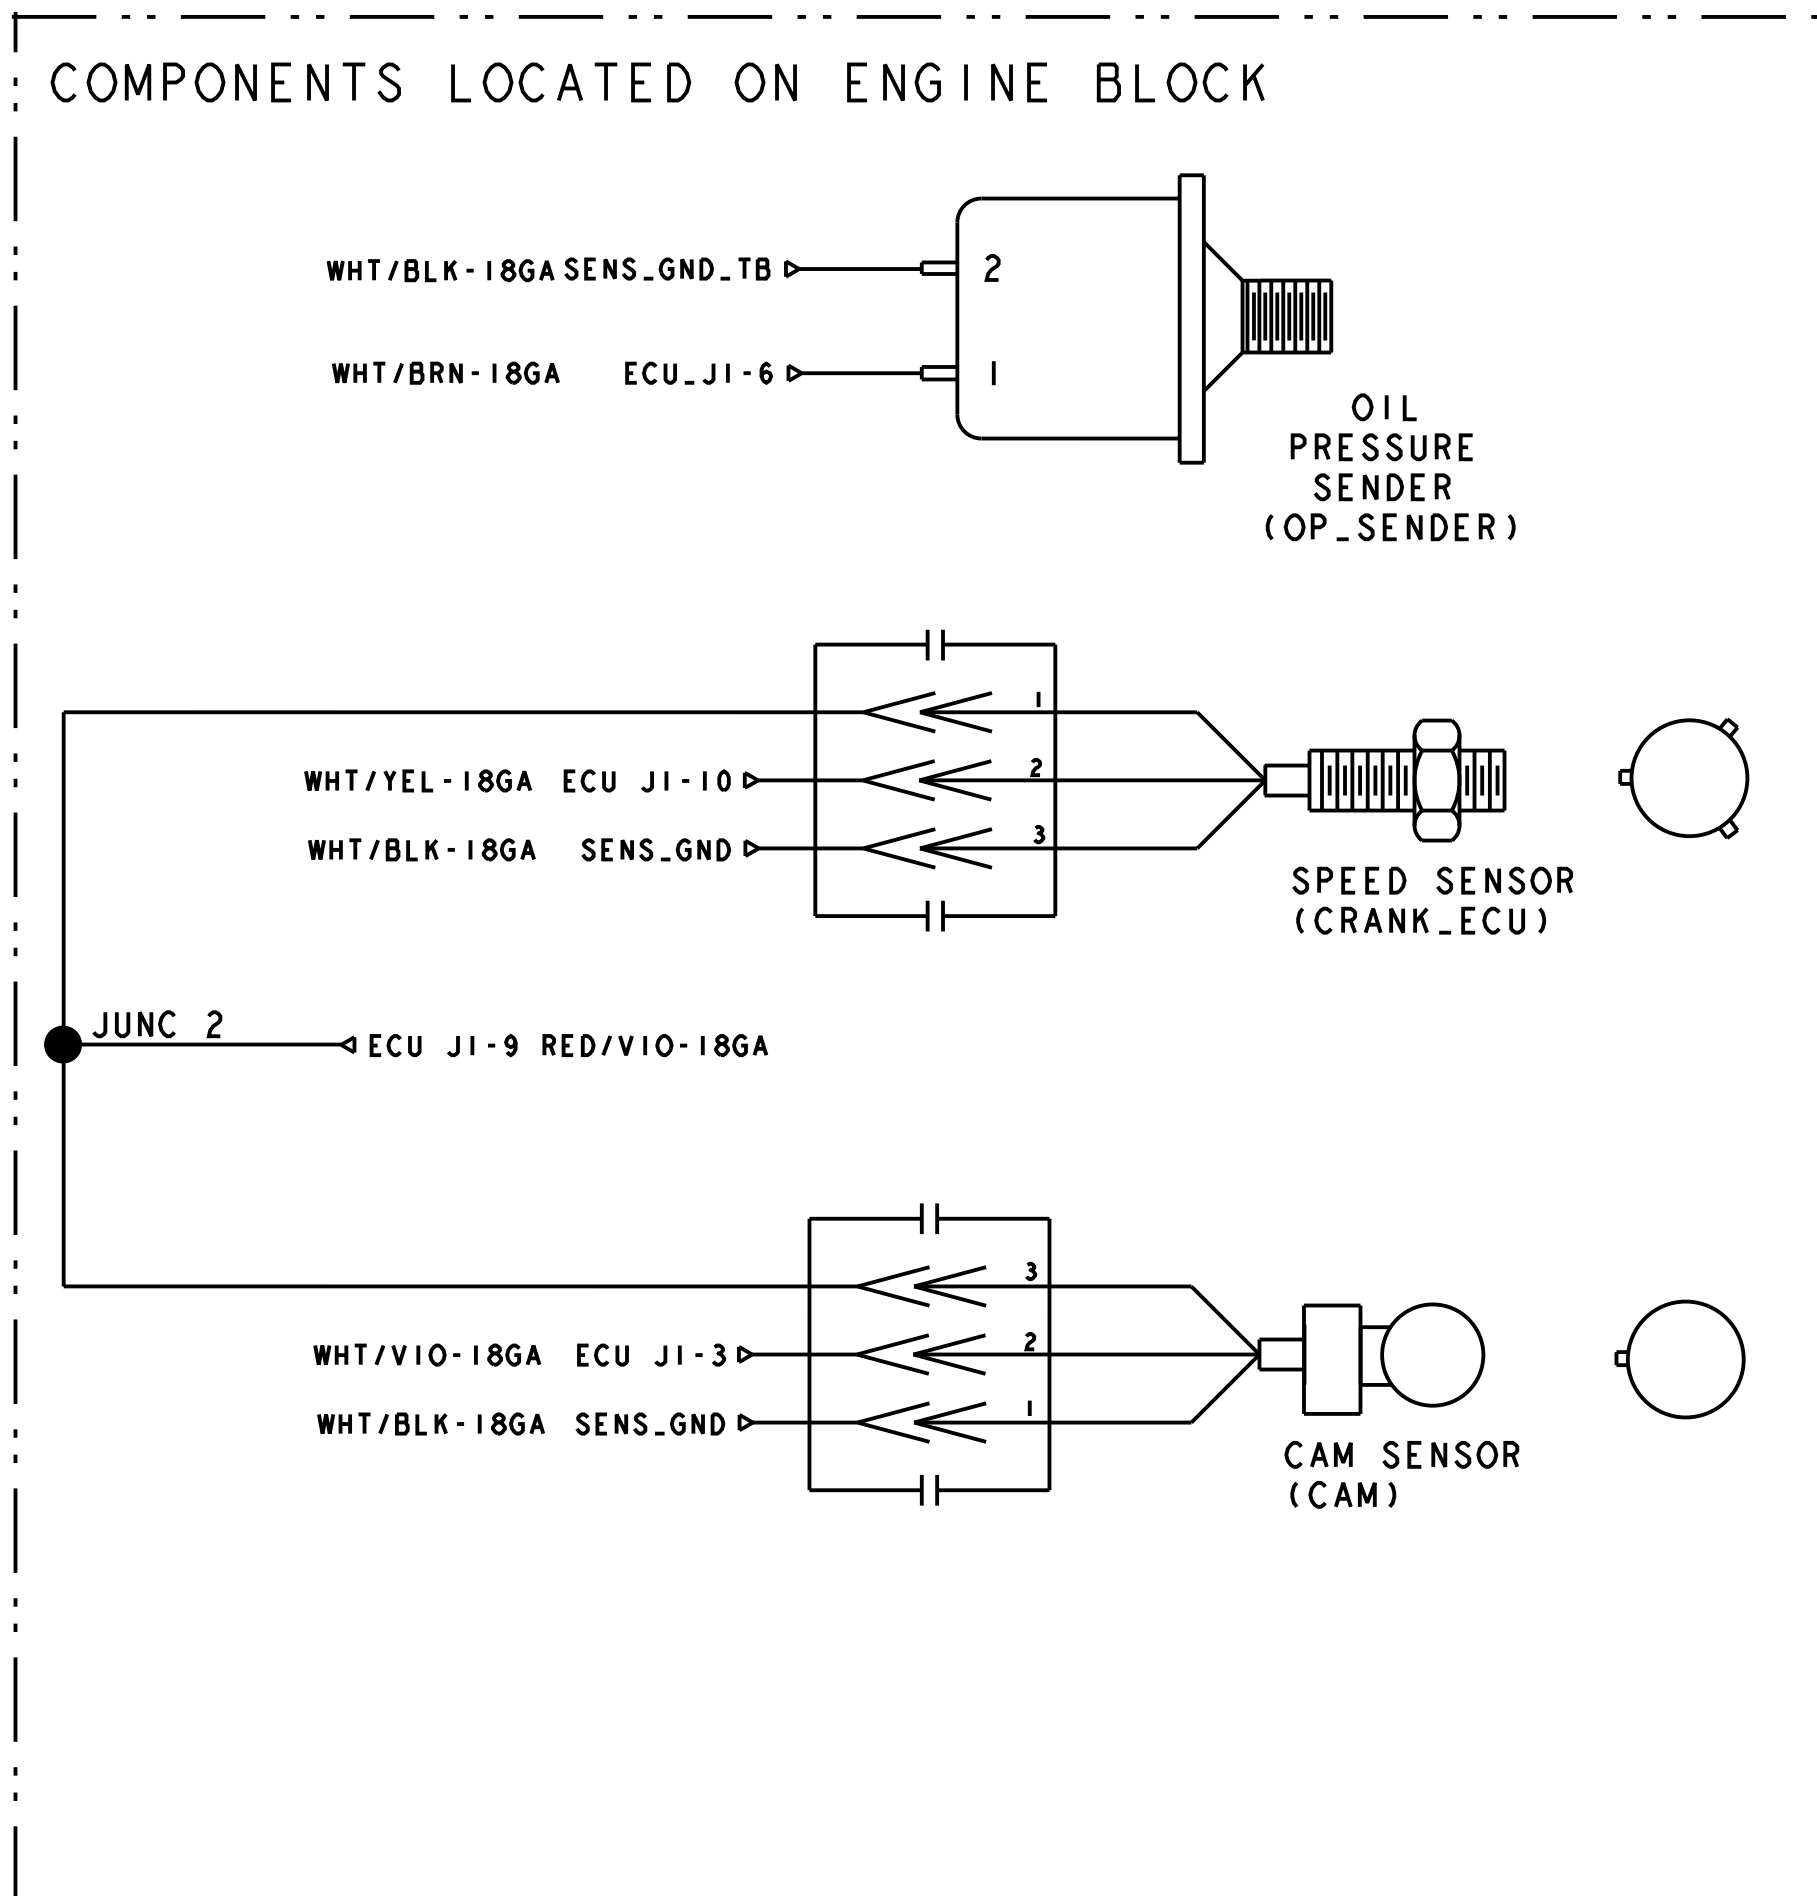 COMPONENTS LOCATED ON ENGINE BLOCK
WHT/BLK-18GA SENS_GND_TB 2
WHT/BRN-18GA ECU_J1-6 1
OIL
PRESSURE
SENDER
(OP_SENDER)
1
WHT/YEL-18GA ECU J1-10 2
WHT/BLK-18GA SENS_GND 3
SPEED SENSOR
(CRANK_ECU)
JUNC 2
ECU J1-9 RED/VIO-18GA
3
WHT/VIO-18GA ECU J1-3 2
WHT/BLK-18GA SENS_GND 1
CAM SENSOR
(CAM)